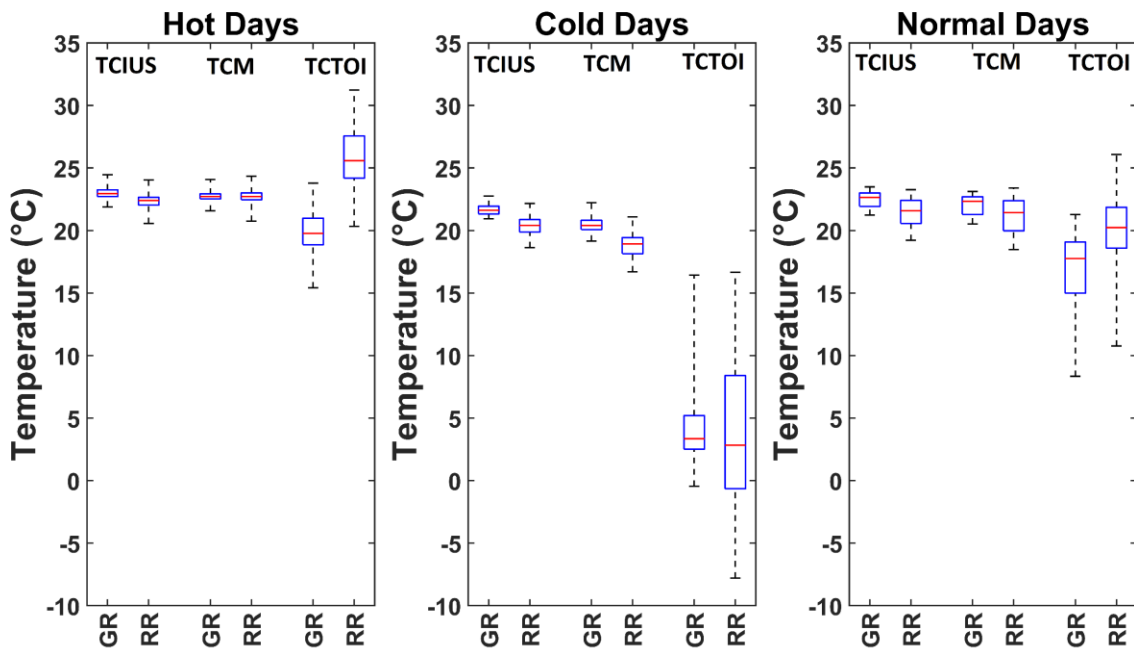 Hot Days
Temperature (°C)
35
30
25
20
15
10
5
0
-5
-10
TCIUS TCM TCTOI
GR RR GR RR GR RR
Cold Days
Temperature (°C)
35
30
25
20
15
10
5
0
-5
-10
TCIUS TCM TCTOI
GR RR GR RR GR RR
Normal Days
Temperature (°C)
35
30
25
20
15
10
5
0
-5
-10
TCIUS TCM TCTOI
GR RR GR RR GR RR